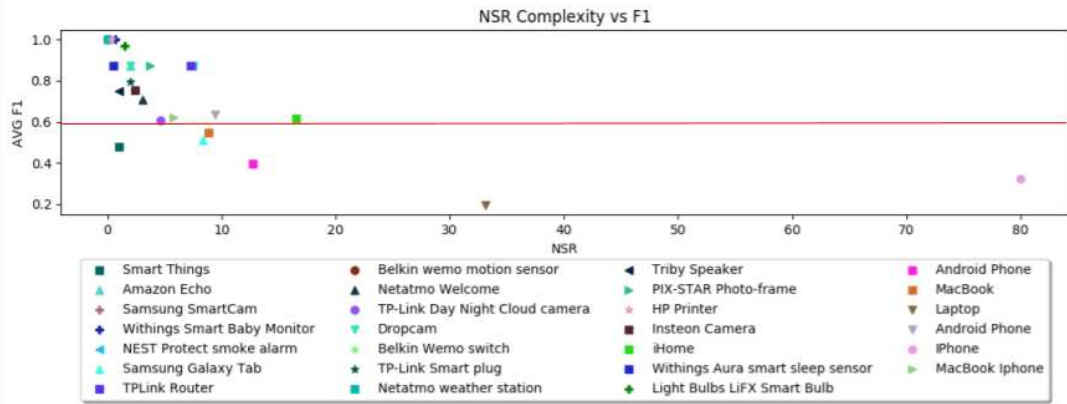 NSR Complexity vs F1
1.0
0.8
0.6
0.4
0.2
AVG F1
0 10 20 30 40 50 60 70 80
NSR
Smart Things Belkin wemo motion sensor Triby Speaker Android Phone
Amazon Echo Netatmo Welcome PIX-STAR Photo-frame MacBook
Samsung SmartCam TP-Link Day Night Cloud camera HP Printer Laptop
Withings Smart Baby Monitor Dropcam Insteon Camera Android Phone
NEST Protect smoke alarm Belkin Wemo switch iHome IPhone
Samsung Galaxy Tab TP-Link Smart plug Withings Aura smart sleep sensor MacBook Iphone
TPLink Router Netatmo weather station Light Bulbs LiFX Smart Bulb